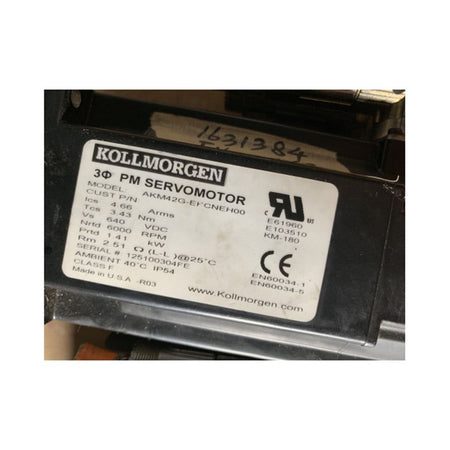 1631384
KOLLMORGEN
3Φ PM SERVOMOTOR
MODEL AKM42G-EFCNEH00
CUST P/N
Ics 4.66 Arms
Tcs 3.43 Nm
Vs 640 VDC
Nrtd 6000 RPM
Prtd 1.41 kW
Rm 2.51 Ω (L-L)@25°C
SERIAL # 125100304FE
AMBIENT 40°C IP54
CLASS F
Made in U.S.A -R03
E61960
E103510
KM-180
CE
EN60034-1
EN60034-5
www.Kollmorgen.com